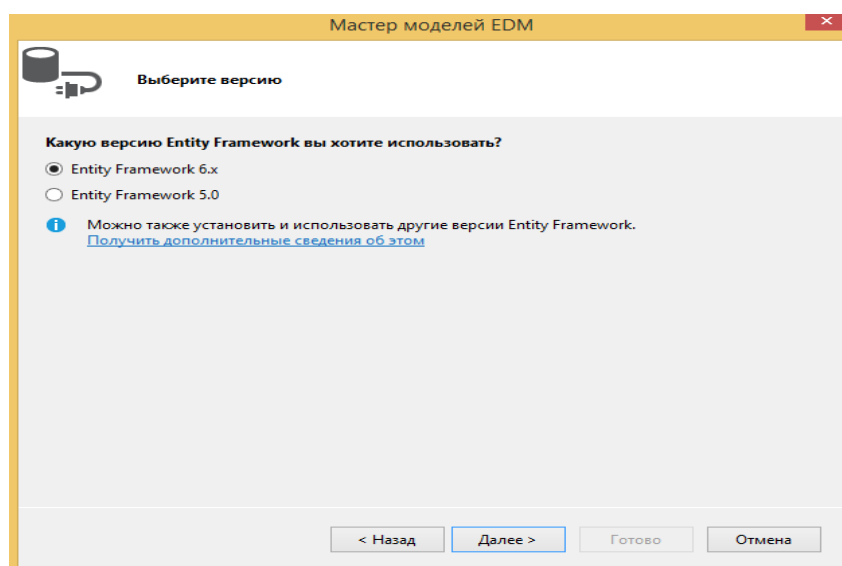 Мастер моделей EDM
Выберите версию
Какую версию Entity Framework вы хотите использовать?
Entity Framework 6.x
Entity Framework 5.0
Можно также установить и использовать другие версии Entity Framework.
Получить дополнительные сведения об этом
< Назад Далее > Готово Отмена